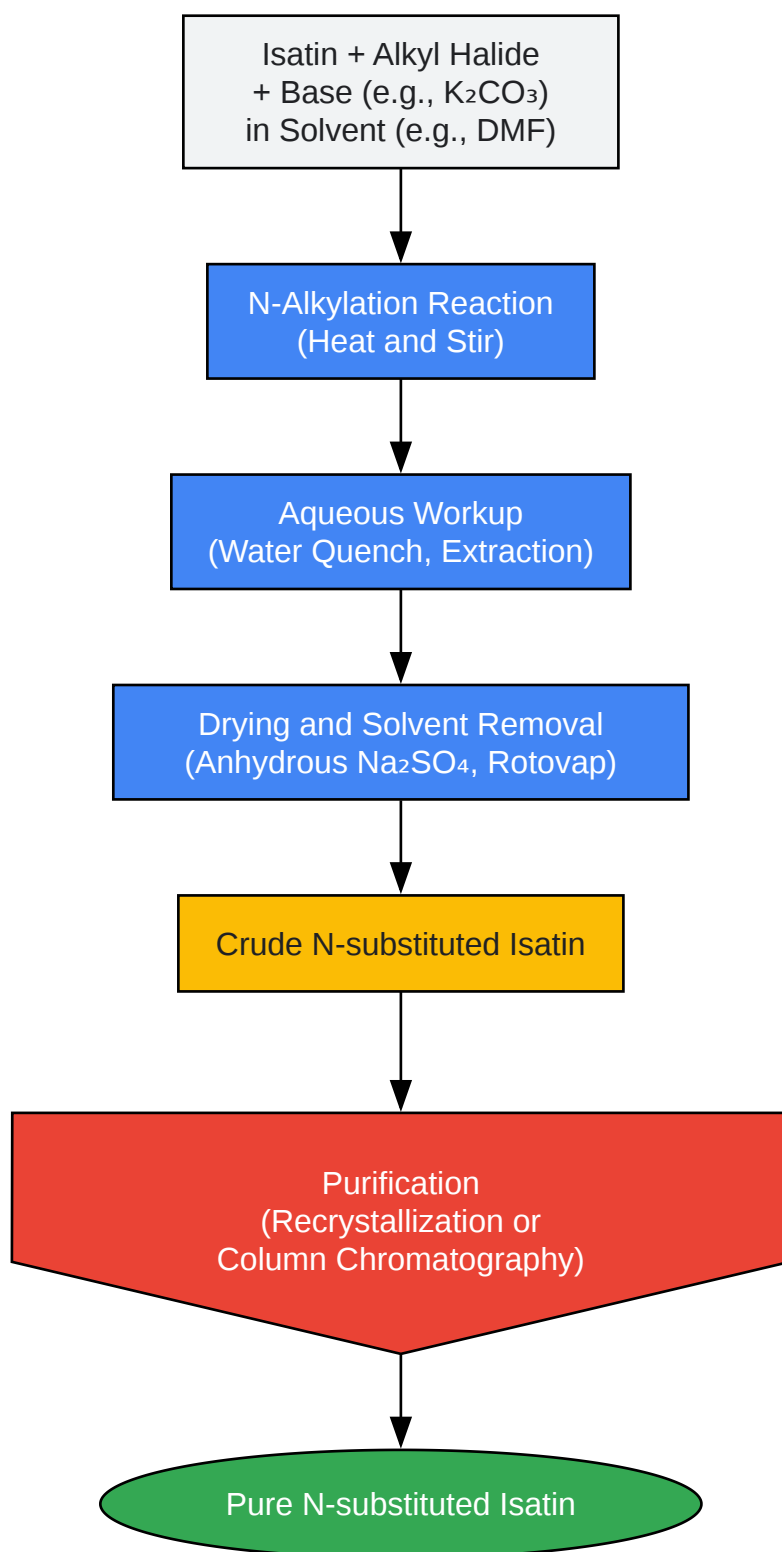 Isatin + Alkyl Halide
+ Base (e.g., K₂CO₃)
in Solvent (e.g., DMF)
N-Alkylation Reaction
(Heat and Stir)
Aqueous Workup
(Water Quench, Extraction)
Drying and Solvent Removal
(Anhydrous Na₂SO₄, Rotovap)
Crude N-substituted Isatin
Purification
(Recrystallization or
Column Chromatography)
Pure N-substituted Isatin